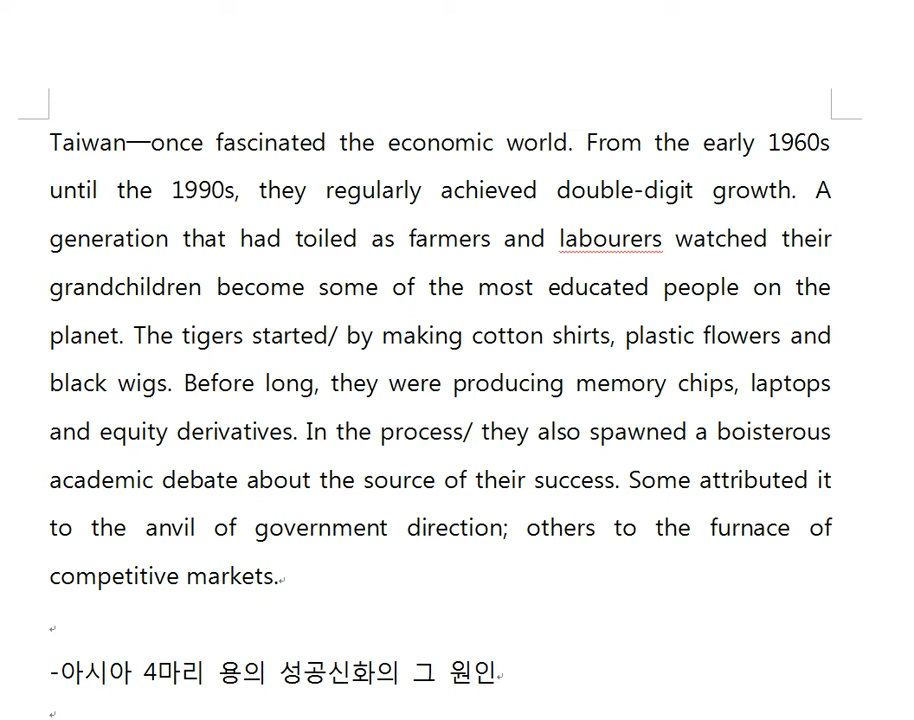 Taiwan—once fascinated the economic world. From the early 1960s
until the 1990s, they regularly achieved double-digit growth. A
generation that had toiled as farmers and labourers watched their
grandchildren become some of the most educated people on the
planet. The tigers started/ by making cotton shirts, plastic flowers and
black wigs. Before long, they were producing memory chips, laptops
and equity derivatives. In the process/ they also spawned a boisterous
academic debate about the source of their success. Some attributed it
to the anvil of government direction; others to the furnace of
competitive markets.
-아시아 4마리 용의 성공신화의 그 원인